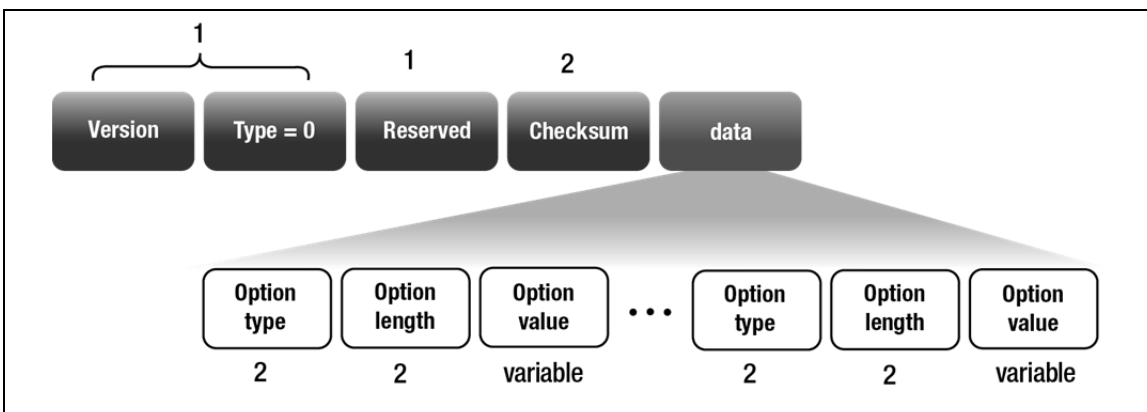 1
1 2
Version Type = 0 Reserved Checksum data
Option type Option length Option value ... Option type Option length Option value
2 2 variable 2 2 variable